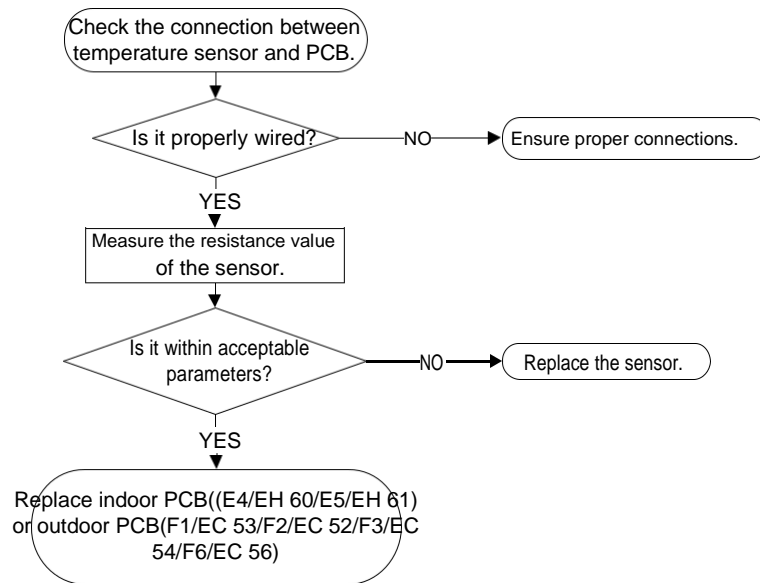 Check the connection between
temperature sensor and PCB.
Is it properly wired?
NO
Ensure proper connections.
YES
Measure the resistance value
of the sensor.
Is it within acceptable
parameters?
NO
Replace the sensor.
YES
Replace indoor PCB((E4/EH 60/E5/EH 61)
or outdoor PCB(F1/EC 53/F2/EC 52/F3/EC
54/F6/EC 56)